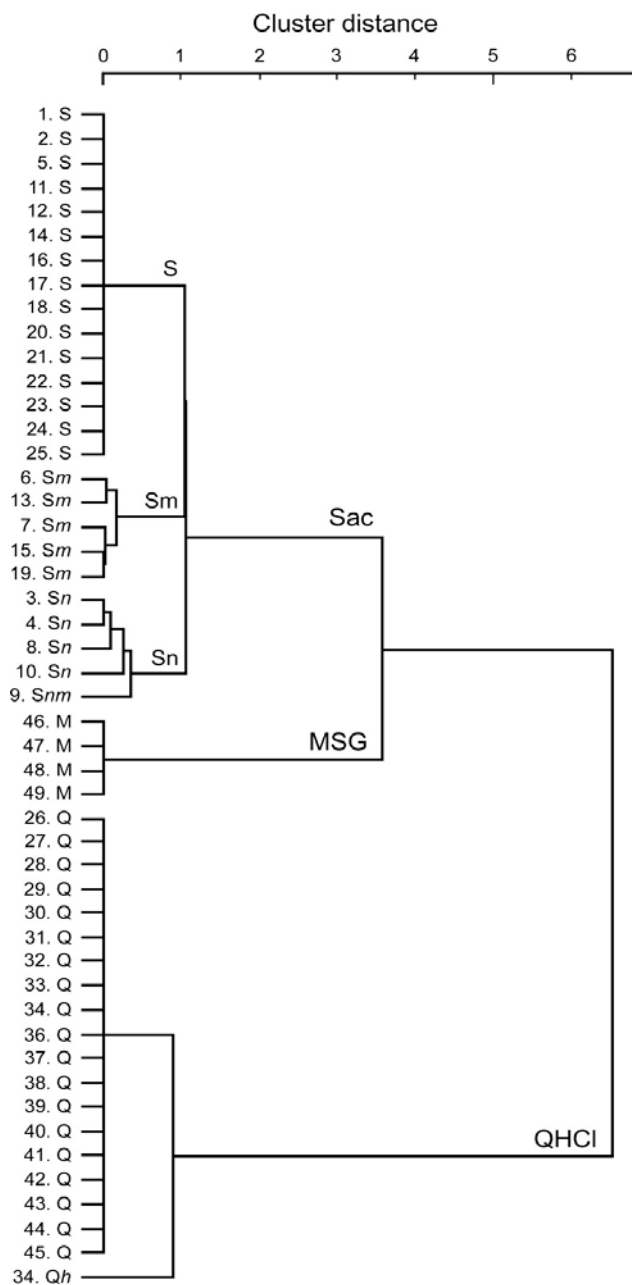 Cluster distance
0 1 2 3 4 5 6
1. S
2. S
5. S
11. S
12. S
14. S
16. S
17. S
18. S
20. S
21. S
22. S
23. S
24. S
25. S
S
6. Sm
13. Sm
7. Sm
15. Sm
19. Sm
Sm
Sac
3. Sn
4. Sn
8. Sn
10. Sn
9. Snm
Sn
46. M
47. M
48. M
49. M
MSG
26. Q
27. Q
28. Q
29. Q
30. Q
31. Q
32. Q
33. Q
34. Q
36. Q
37. Q
38. Q
39. Q
40. Q
41. Q
42. Q
43. Q
44. Q
45. Q
34. Qh
QHCl